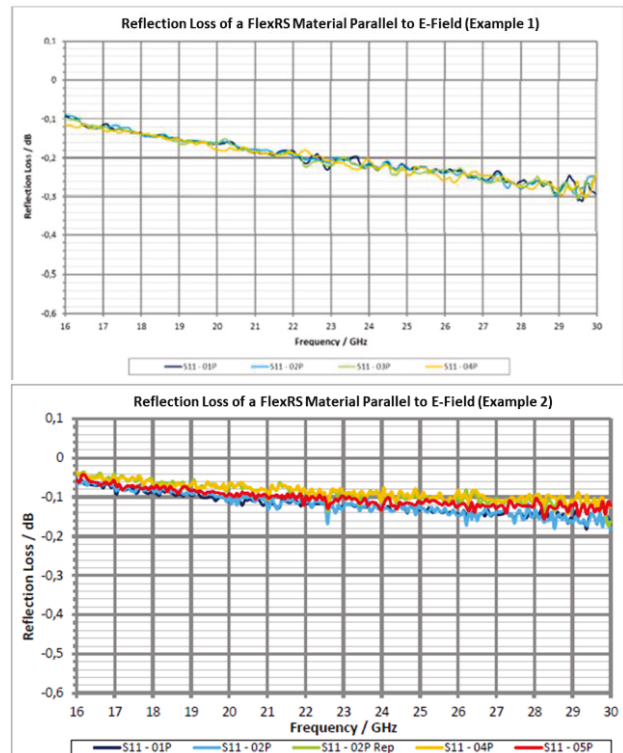 Reflection Loss of a FlexRS Material Parallel to E-Field (Example 1)
0,1
0
-0,1
-0,2
-0,3
-0,4
-0,5
-0,6
Reflection Loss / dB
16 17 18 19 20 21 22 23 24 25 26 27 28 29 30
Frequency / GHz
S11 - 01P S11 - 02P S11 - 03P S11 - 04P
Reflection Loss of a FlexRS Material Parallel to E-Field (Example 2)
0,1
0
-0,1
-0,2
-0,3
-0,4
-0,5
-0,6
Reflection Loss / dB
16 17 18 19 20 21 22 23 24 25 26 27 28 29 30
Frequency / GHz
S11 - 01P S11 - 02P S11 - 02P Rep S11 - 04P S11 - 05P